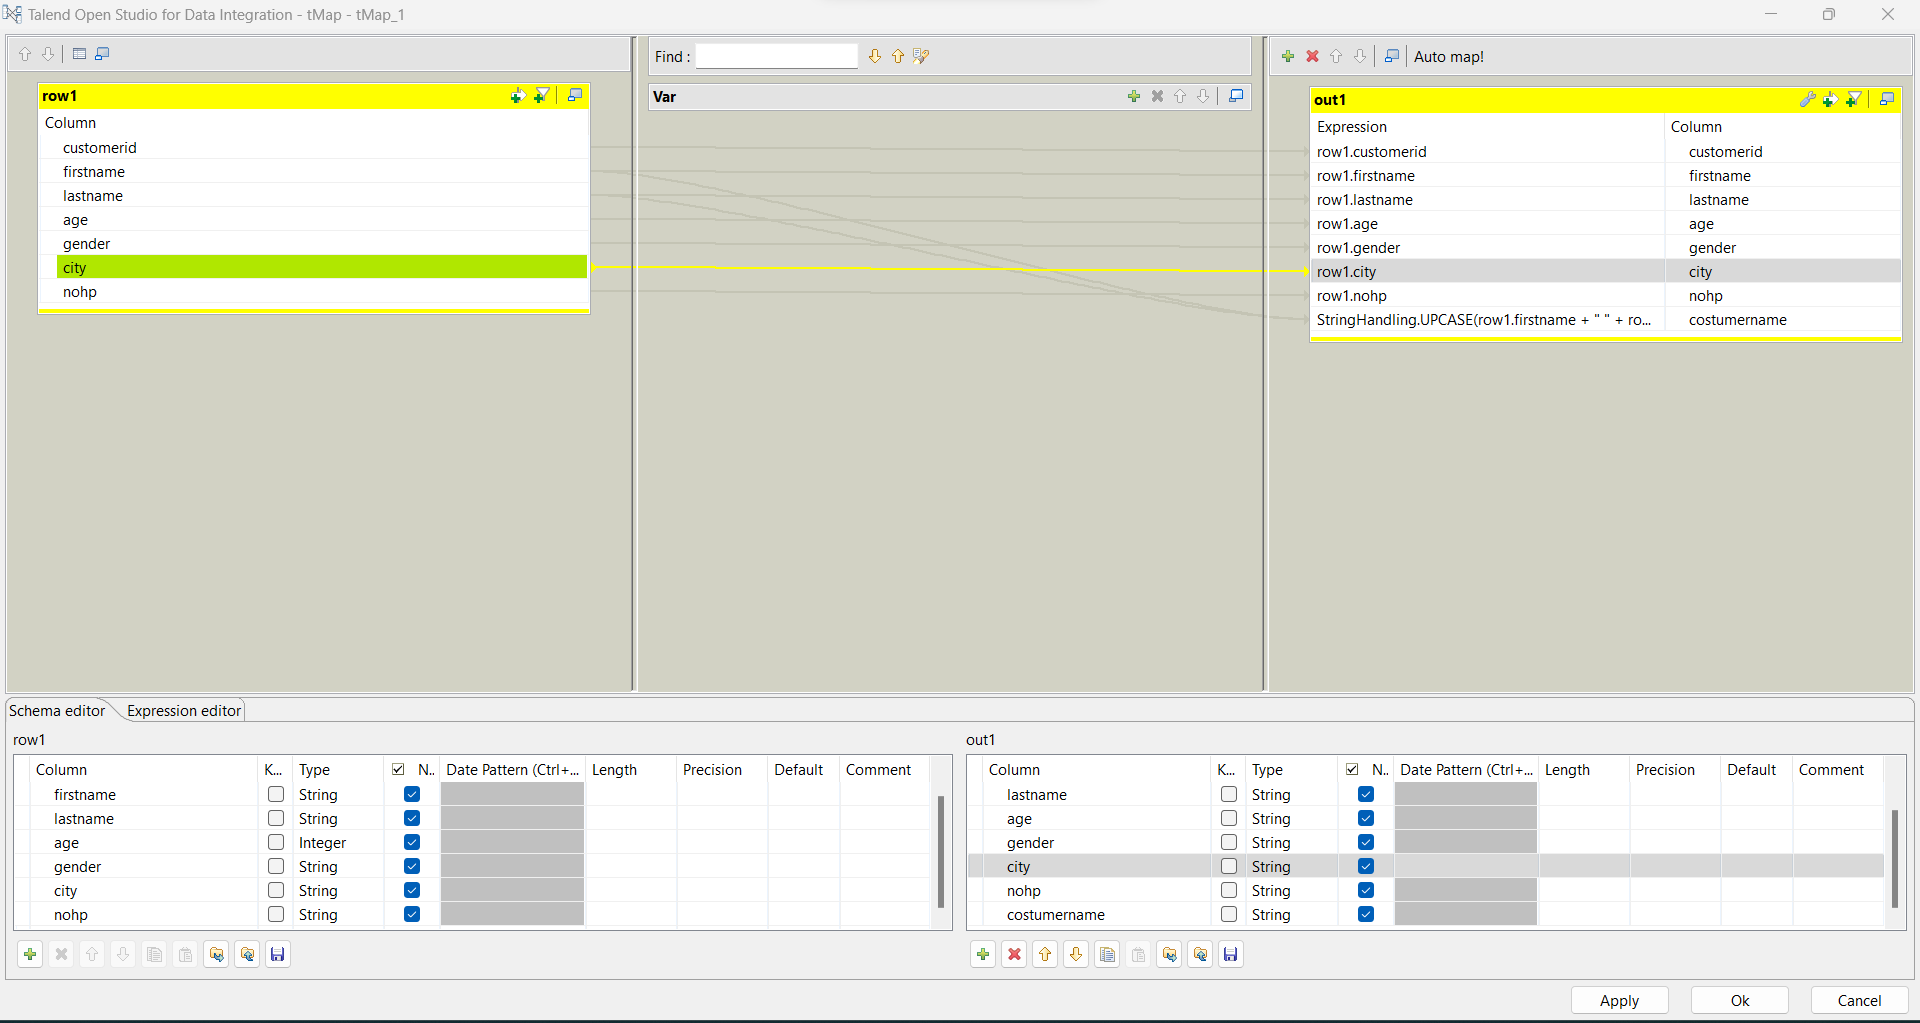 Talend Open Studio for Data Integration - tMap - tMap_1
Find :
Auto map!
row1
Column
customerid
firstname
lastname
age
gender
city
nohp
Var
out1
Expression Column
row1.customerid customerid
row1.firstname firstname
row1.lastname lastname
row1.age age
row1.gender gender
row1.city city
row1.nohp nohp
StringHandling.UPCASE(row1.firstname + " " + ro... costumername
Schema editor Expression editor
row1
Column K... Type N.. Date Pattern (Ctrl+... Length Precision Default Comment
firstname String
lastname String
age Integer
gender String
city String
nohp String
out1
Column K... Type N.. Date Pattern (Ctrl+... Length Precision Default Comment
lastname String
age String
gender String
city String
nohp String
costumername String
Apply Ok Cancel